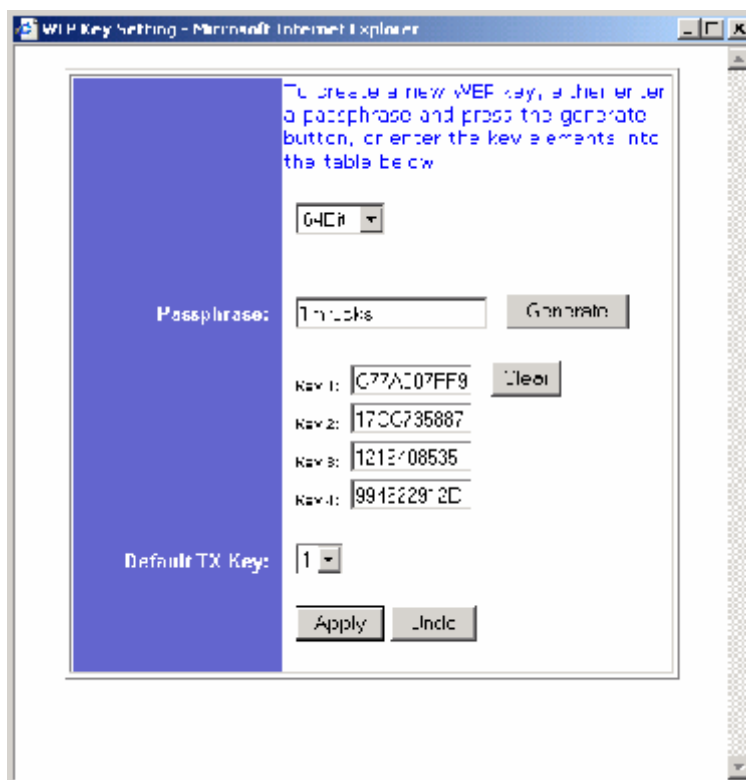 WEP Key Setting - Microsoft Internet Explorer
To create a new WEP key, either enter
a passphrase and press the generate
button, or enter the key elements into
the table below
64Bit
Passphrase:
Generate
Key 1:
Clear
Key 2:
Key 3:
Key 4:
Default TX Key:
1
Apply
Undo